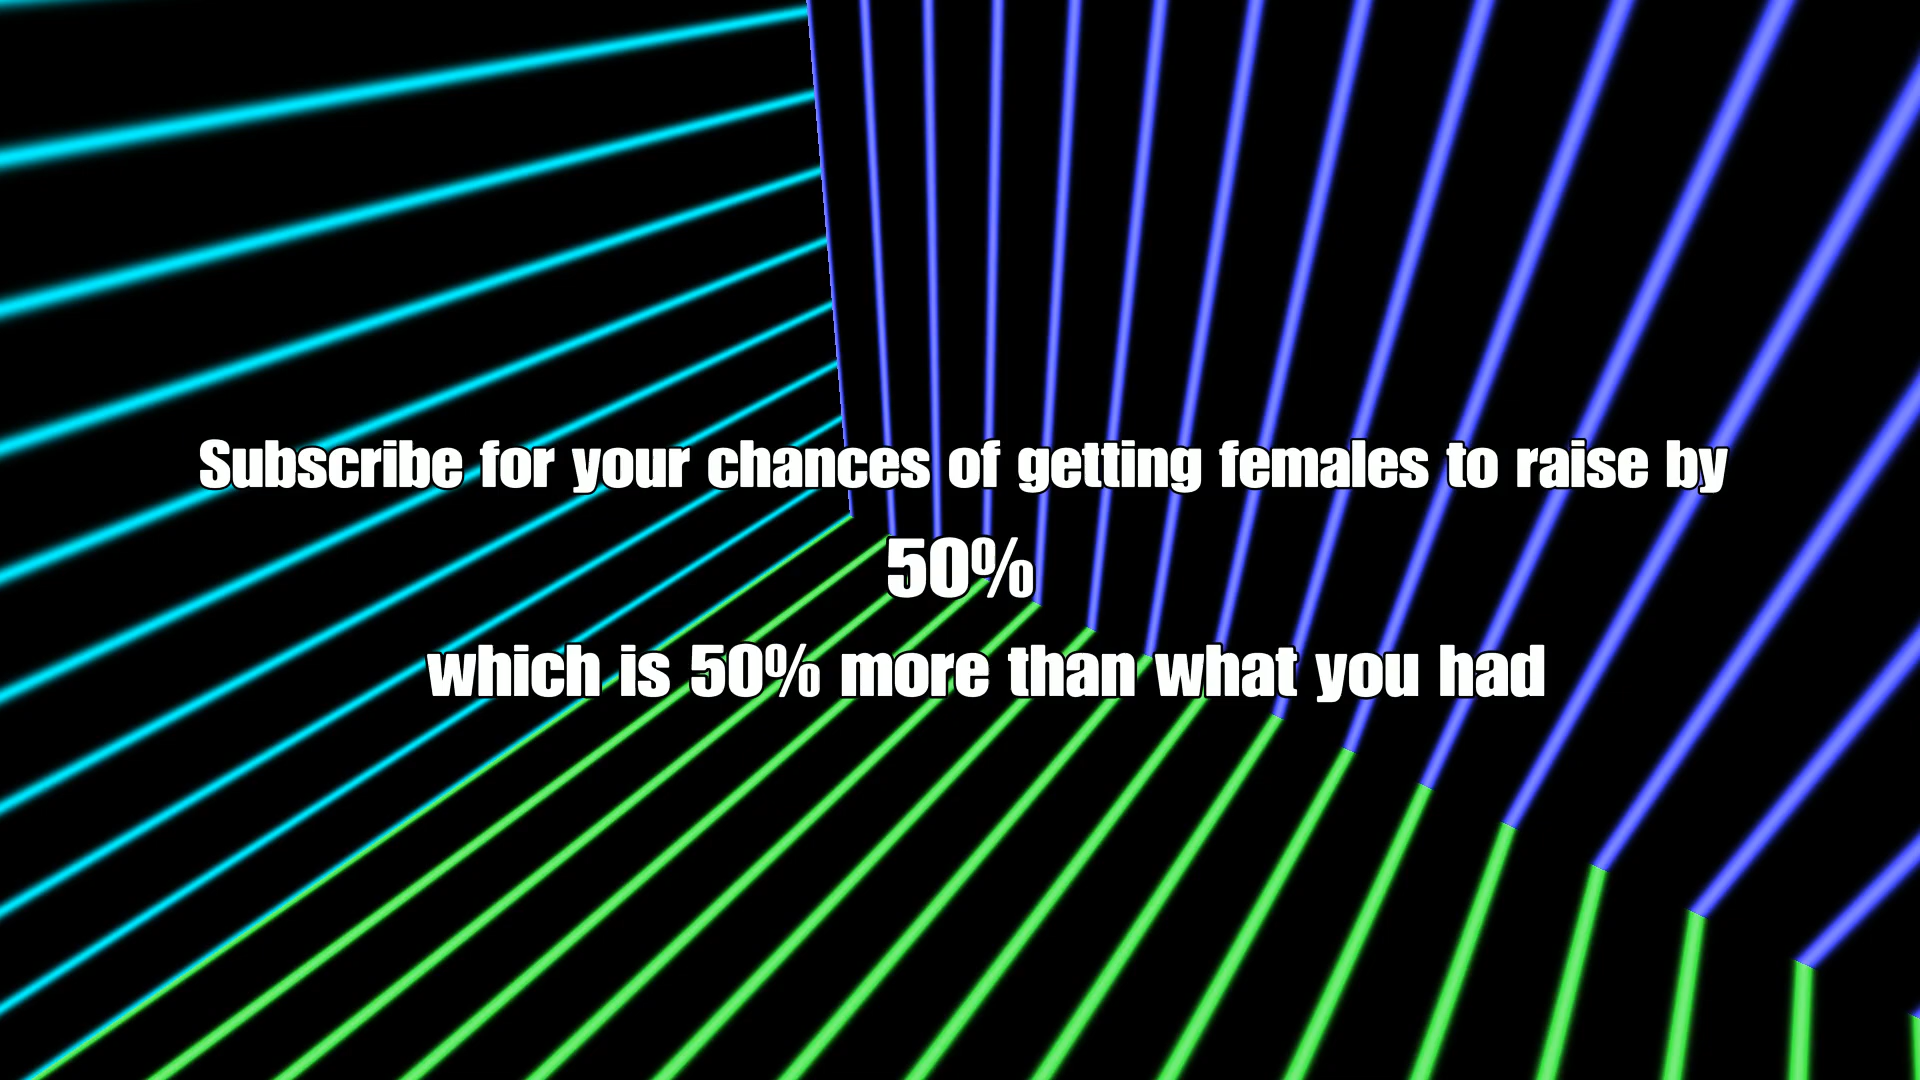 Subscribe for your chances of getting females to raise by
50%
which is 50% more than what you had